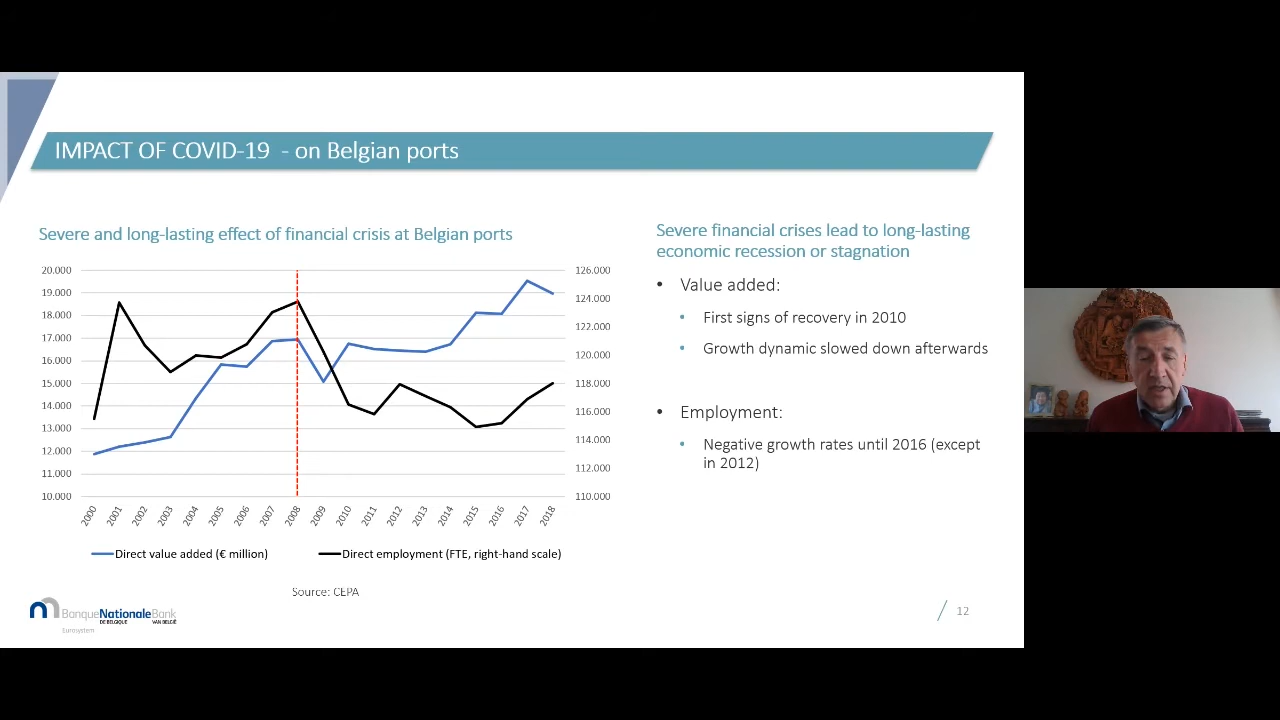 12
IMPACT OF COVID-19 - on Belgian ports
Severe and long-lasting effect of financial crisis at Belgian ports
20.000
19.000
18.000
17.000
16.000
15.000
14.000
13.000
12.000
11.000
10.000
126.000
124.000
122.000
120.000
118.000
116.000
114.000
112.000
110.000
2000 2001 2002 2003 2004 2005 2006 2007 2008 2009 2010 2011 2012 2013 2014 2015 2016 2017 2018
Direct value added (€ million) Direct employment (FTE, right-hand scale)
Source: CEPA
Severe financial crises lead to long-lasting
economic recession or stagnation
• Value added:
• First signs of recovery in 2010
• Growth dynamic slowed down afterwards
• Employment:
• Negative growth rates until 2016 (except
in 2012)
BanqueNationaleBank
DE BELGIQUE VAN BELGIË
Eurosystem
12